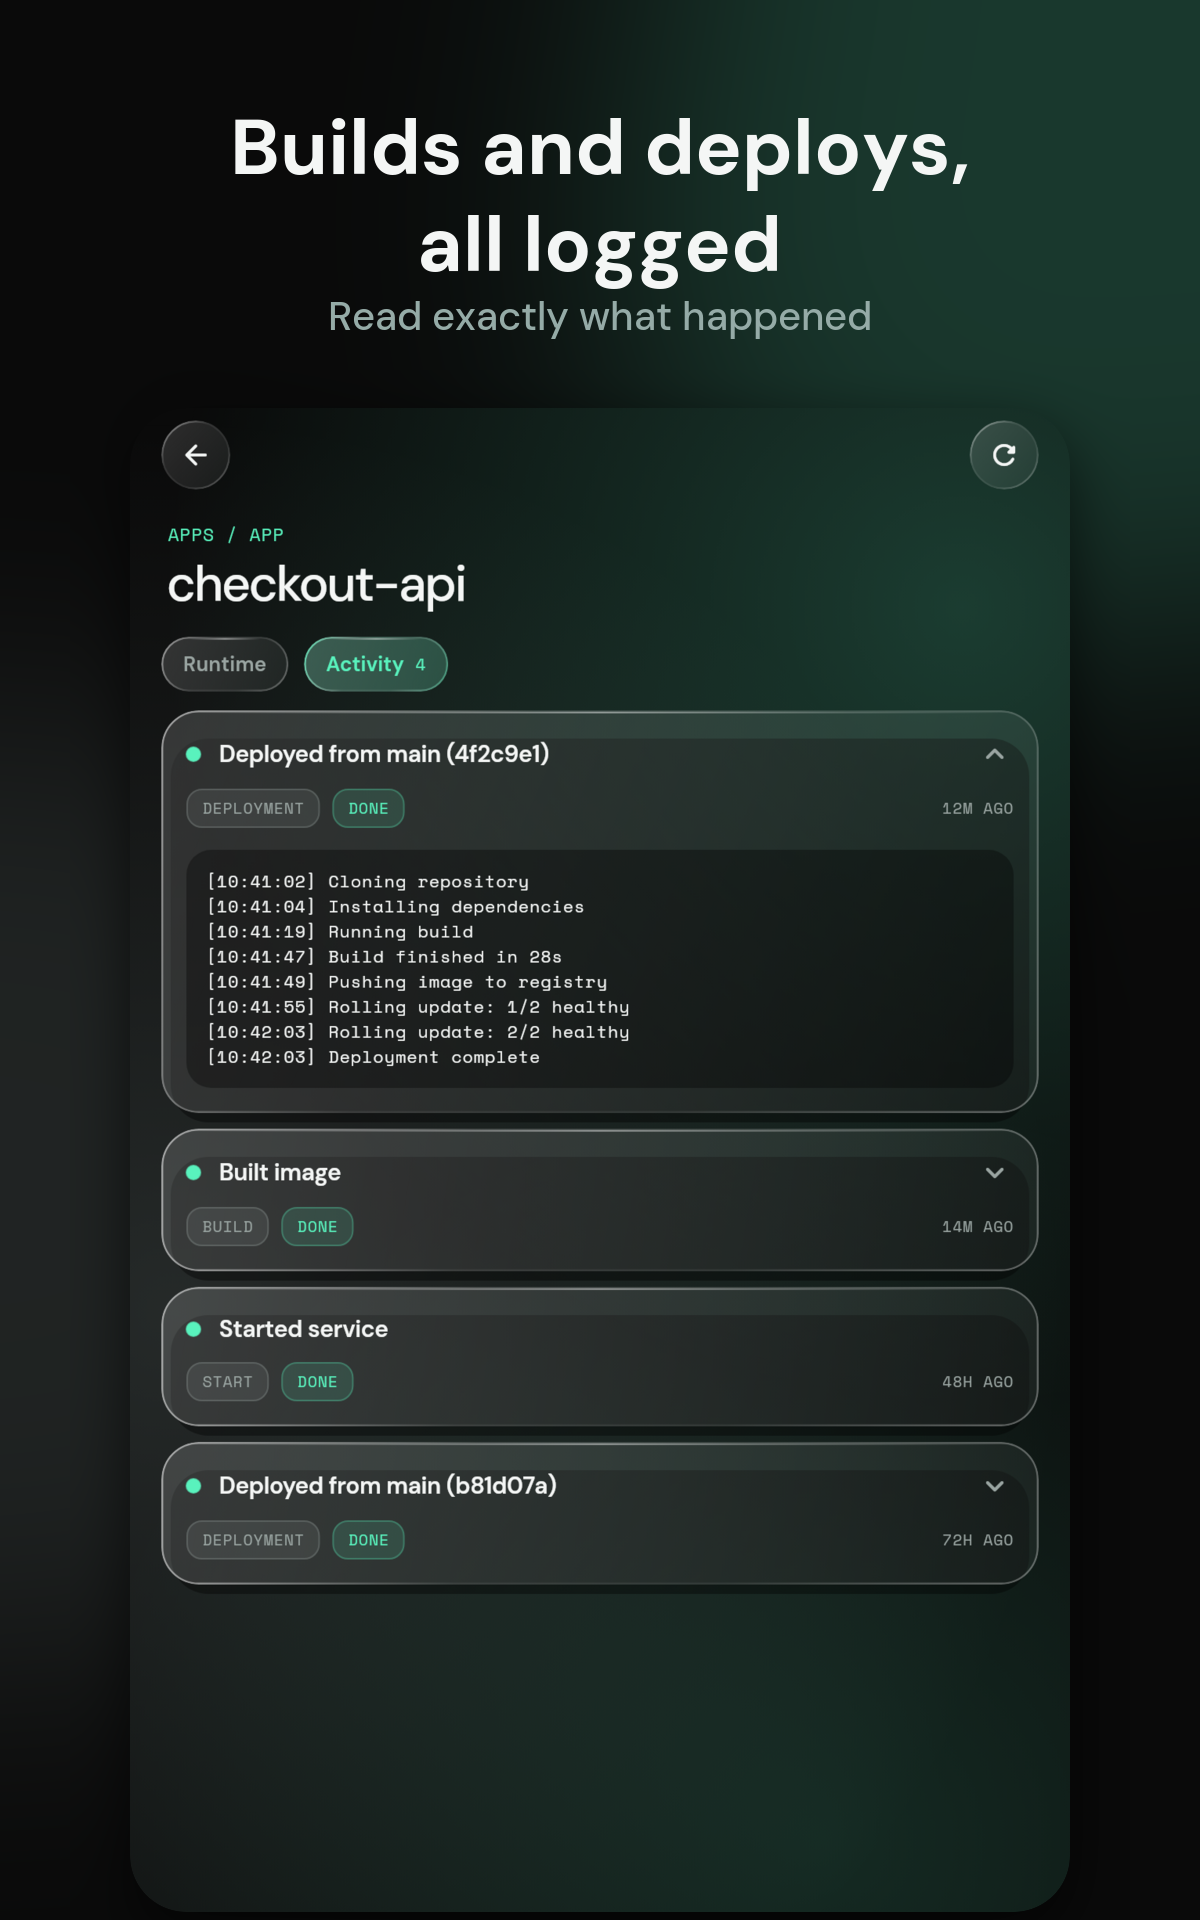 Builds and deploys,
all logged
Read exactly what happened
APPS / APP
checkout-api
Runtime
Activity 4
Deployed from main (4f2c9e1)
DEPLOYMENT DONE 12M AGO
[10:41:02] Cloning repository
[10:41:04] Installing dependencies
[10:41:19] Running build
[10:41:47] Build finished in 28s
[10:41:49] Pushing image to registry
[10:41:55] Rolling update: 1/2 healthy
[10:42:03] Rolling update: 2/2 healthy
[10:42:03] Deployment complete
Built image
BUILD DONE 14M AGO
Started service
START DONE 48H AGO
Deployed from main (b81d07a)
DEPLOYMENT DONE 72H AGO